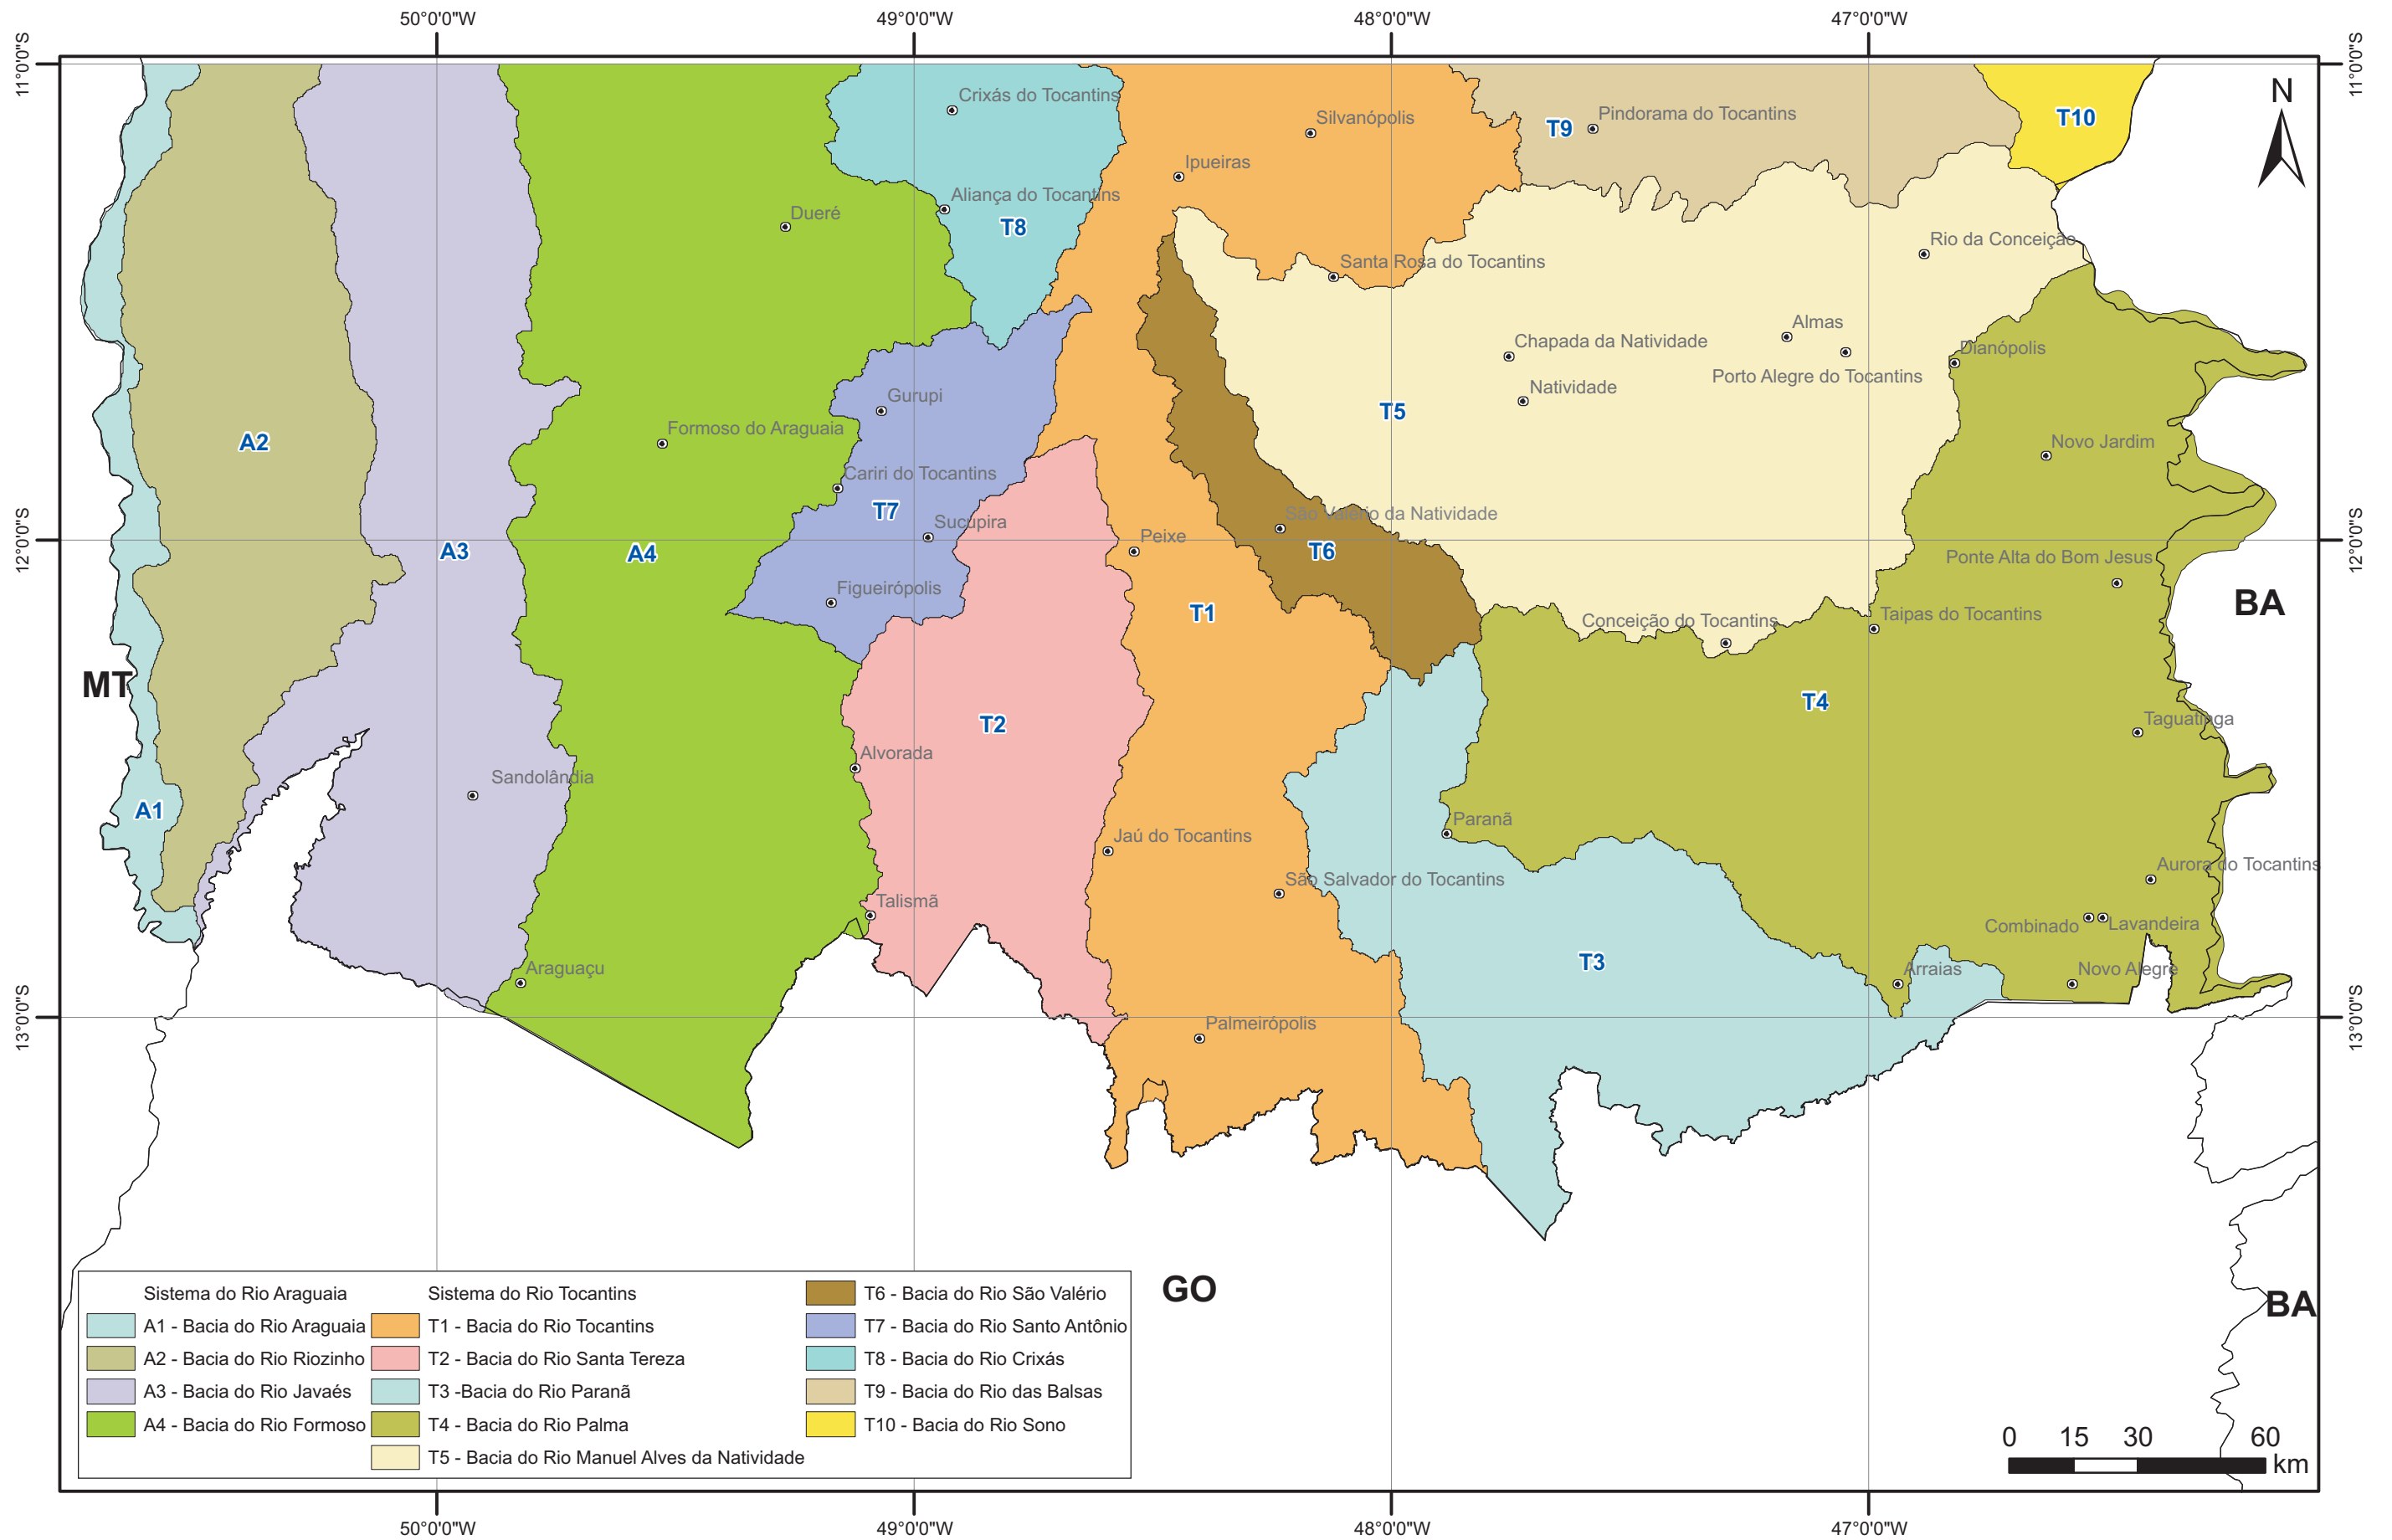 50°0'0"W
49°0'0"W
48°0'0"W
47°0'0"W
11°0'0"S
11°0'0"S
N
Crixás do Tocantins
Silvanópolis
T9
Pindorama do Tocantins
T10
Ipueiras
Aliança do Tocantins
Dueré
T8
Rio da Conceição
Santa Rosa do Tocantins
Almas
Chapada da Natividade
Dianópolis
Porto Alegre do Tocantins
Natividade
Gurupi
T5
Formoso do Araguaia
A2
Novo Jardim
Cariri do Tocantins
T7
Sucupira
São Valério da Natividade
Peixe
12°0'0"S
12°0'0"S
A3
A4
T6
Ponte Alta do Bom Jesus
Figueirópolis
T1
BA
Conceição do Tocantins
Taipas do Tocantins
MT
T4
T2
Taguatinga
Alvorada
Sandolândia
A1
Paranã
Jaú do Tocantins
Aurora do Tocantins
São Salvador do Tocantins
Talismã
Combinado
Lavandeira
T3
Araguaçu
Arraias
Novo Alegre
13°0'0"S
13°0'0"S
Palmeirópolis
GO
BA
Sistema do Rio Araguaia
A1 - Bacia do Rio Araguaia
A2 - Bacia do Rio Riozinho
A3 - Bacia do Rio Javaés
A4 - Bacia do Rio Formoso
Sistema do Rio Tocantins
T1 - Bacia do Rio Tocantins
T2 - Bacia do Rio Santa Tereza
T3 -Bacia do Rio Paranã
T4 - Bacia do Rio Palma
T5 - Bacia do Rio Manuel Alves da Natividade
T6 - Bacia do Rio São Valério
T7 - Bacia do Rio Santo Antônio
T8 - Bacia do Rio Crixás
T9 - Bacia do Rio das Balsas
T10 - Bacia do Rio Sono
0 15 30 60
km
50°0'0"W
49°0'0"W
48°0'0"W
47°0'0"W